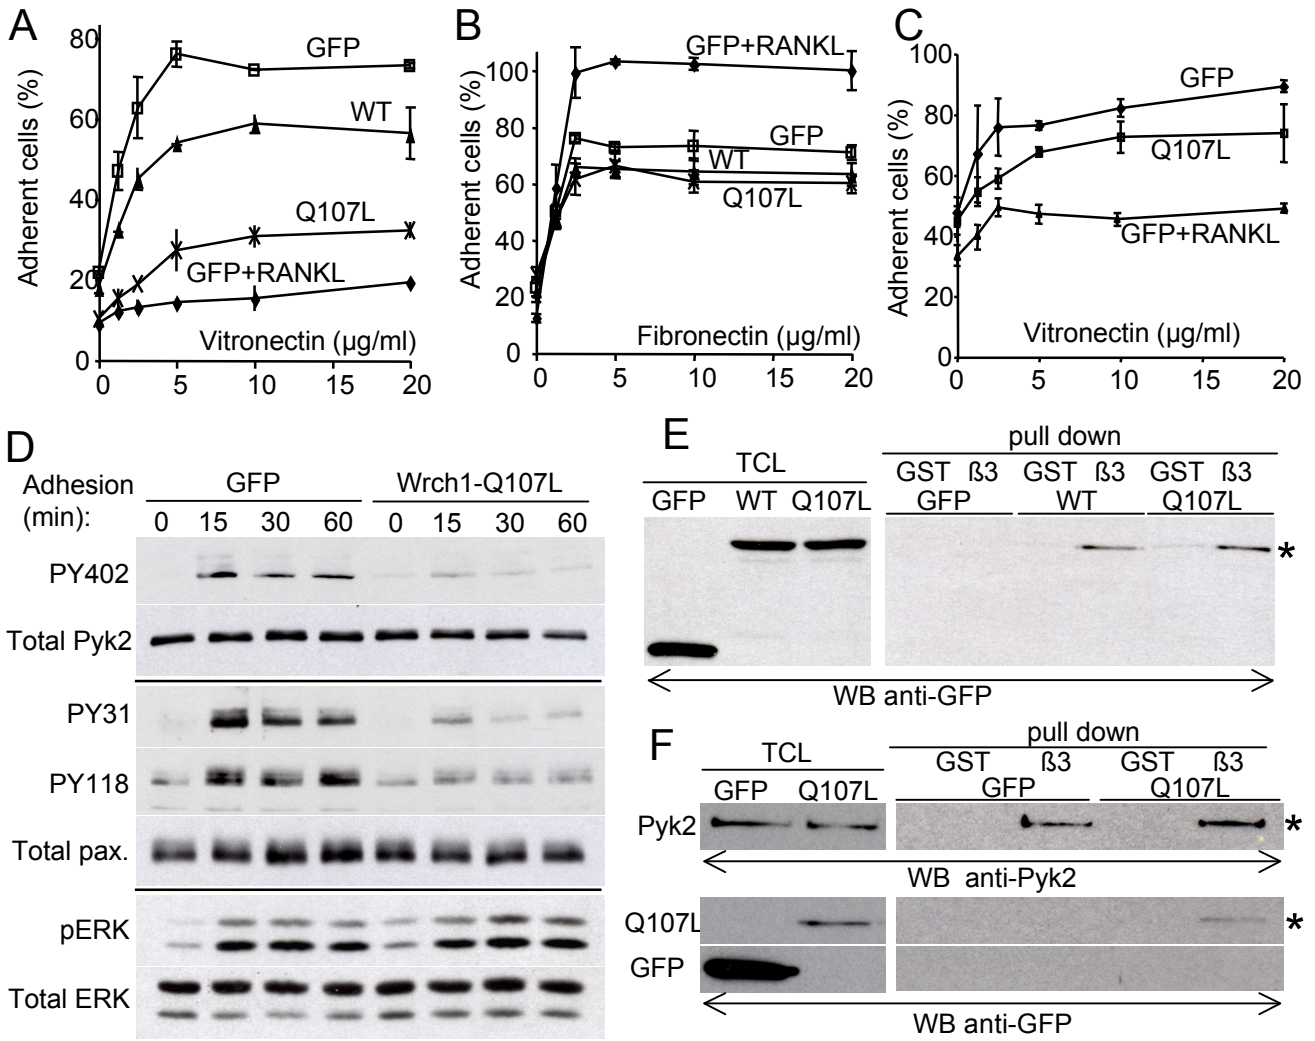 A
Adherent cells (%)
80
60
40
20
0
GFP
WT
Q107L
GFP+RANKL
Vitronectin (µg/ml)
0 5 10 15 20
B
Adherent cells (%)
100
80
60
40
20
0
GFP+RANKL
GFP
WT
Q107L
Fibronectin (µg/ml)
0 5 10 15 20
C
Adherent cells (%)
100
80
60
40
20
0
GFP
Q107L
GFP+RANKL
Vitronectin (µg/ml)
0 5 10 15 20
D
Adhesion
(min):
GFP Wrch1-Q107L
0 15 30 60 0 15 30 60
PY402
Total Pyk2
PY31
PY118
Total pax.
pERK
Total ERK
E
TCL
GFP WT Q107L
pull down
GST ß3 GST ß3 GST ß3
GFP WT Q107L
*
WB anti-GFP
F
TCL
GFP Q107L
pull down
GST ß3 GST ß3
GFP Q107L
Pyk2
*
WB anti-Pyk2
Q107L
*
GFP
WB anti-GFP